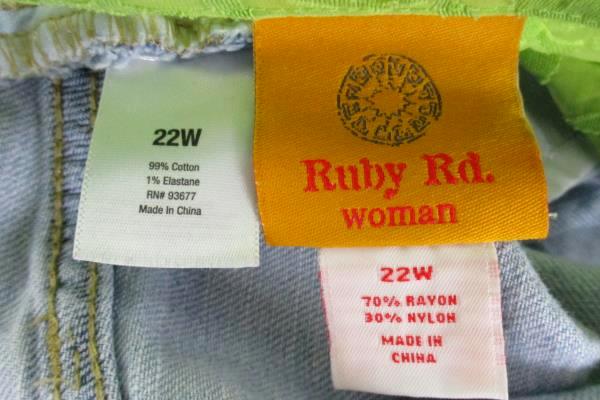 22W
99% Cotton
1% Elastane
RN# 93677
Made In China
Ruby Rd.
woman
22W
70% RAYON
30% NYLON
MADE IN
CHINA